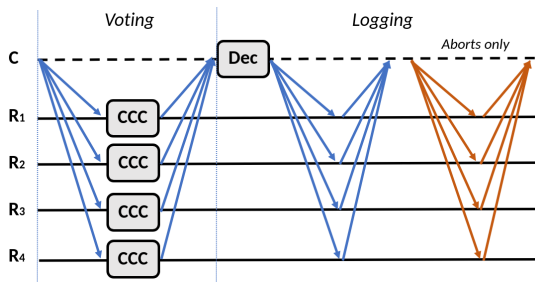 Voting
Logging
Aborts only
C
Dec
R1
CCC
R2
CCC
R3
CCC
R4
CCC